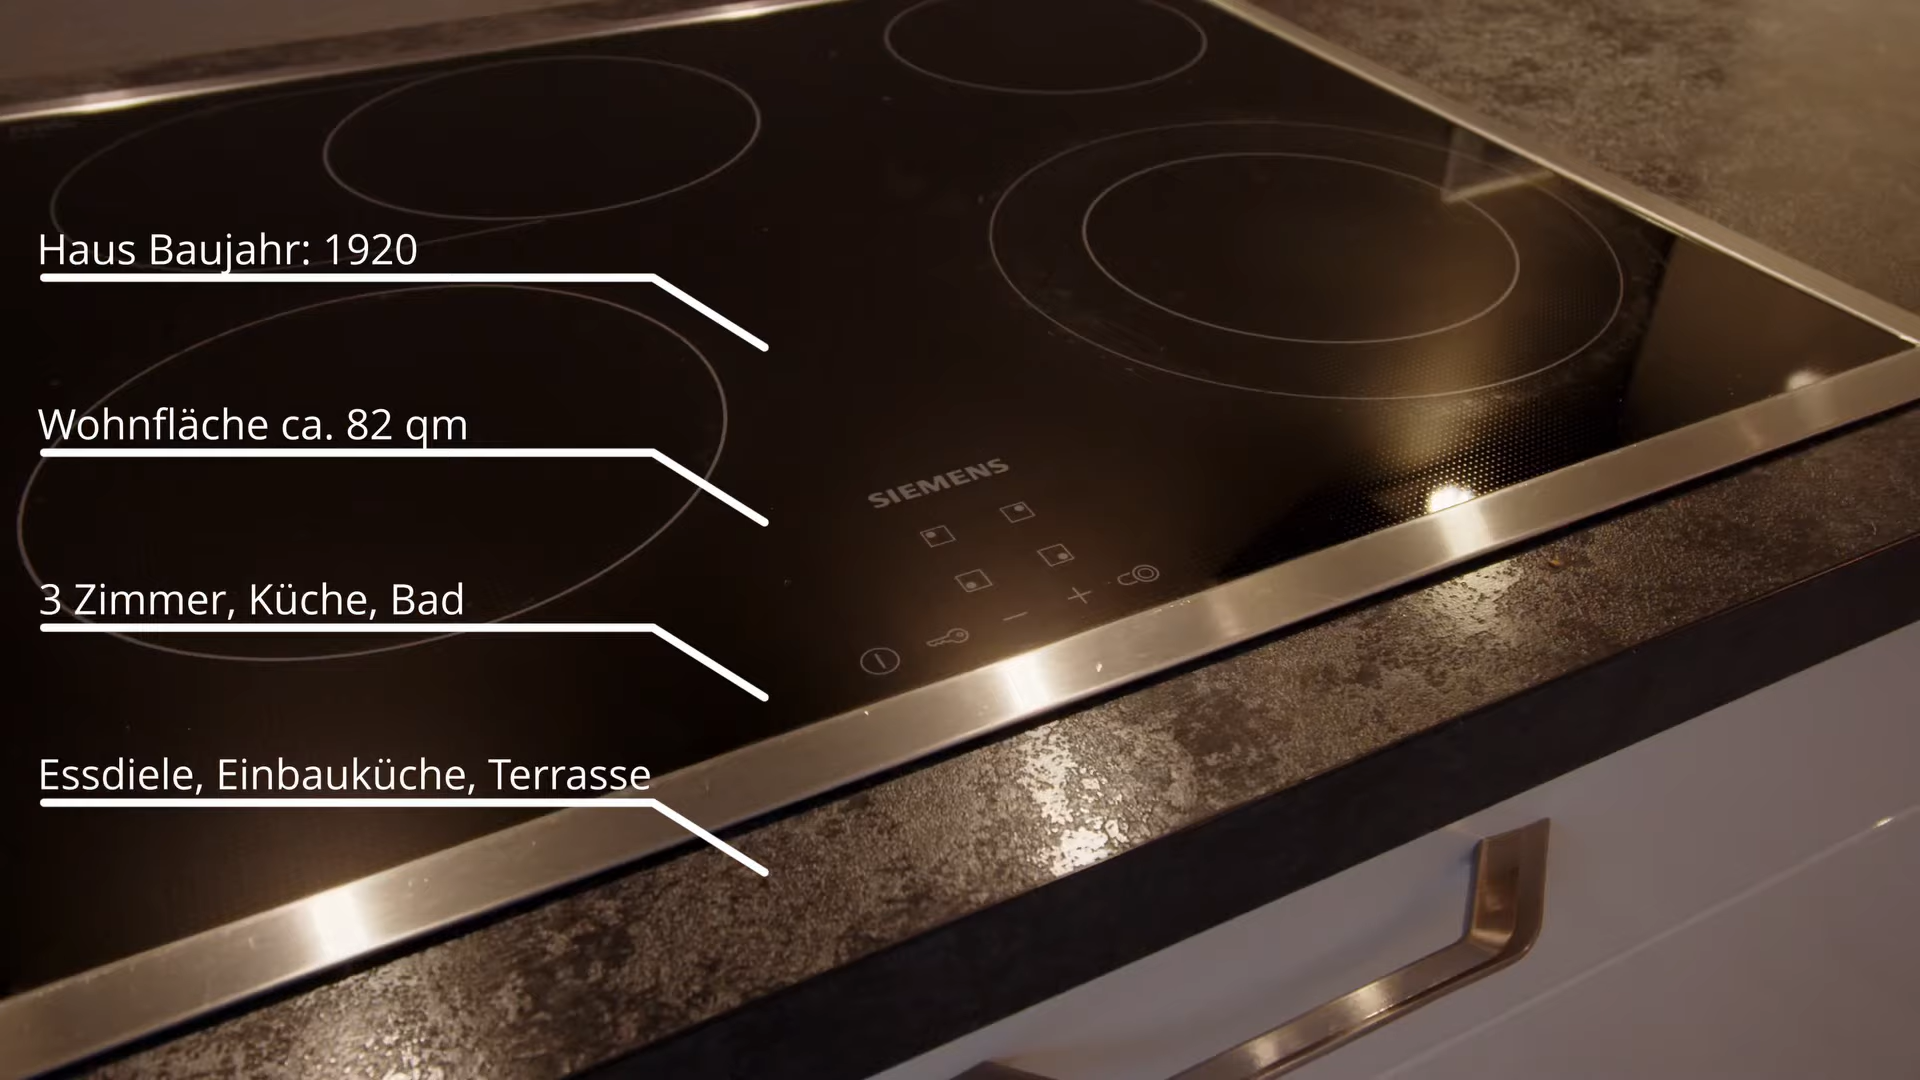 Haus Baujahr: 1920
Wohnfläche ca. 82 qm
SIEMENS
3 Zimmer, Küche, Bad
Essdiele, Einbauküche, Terrasse